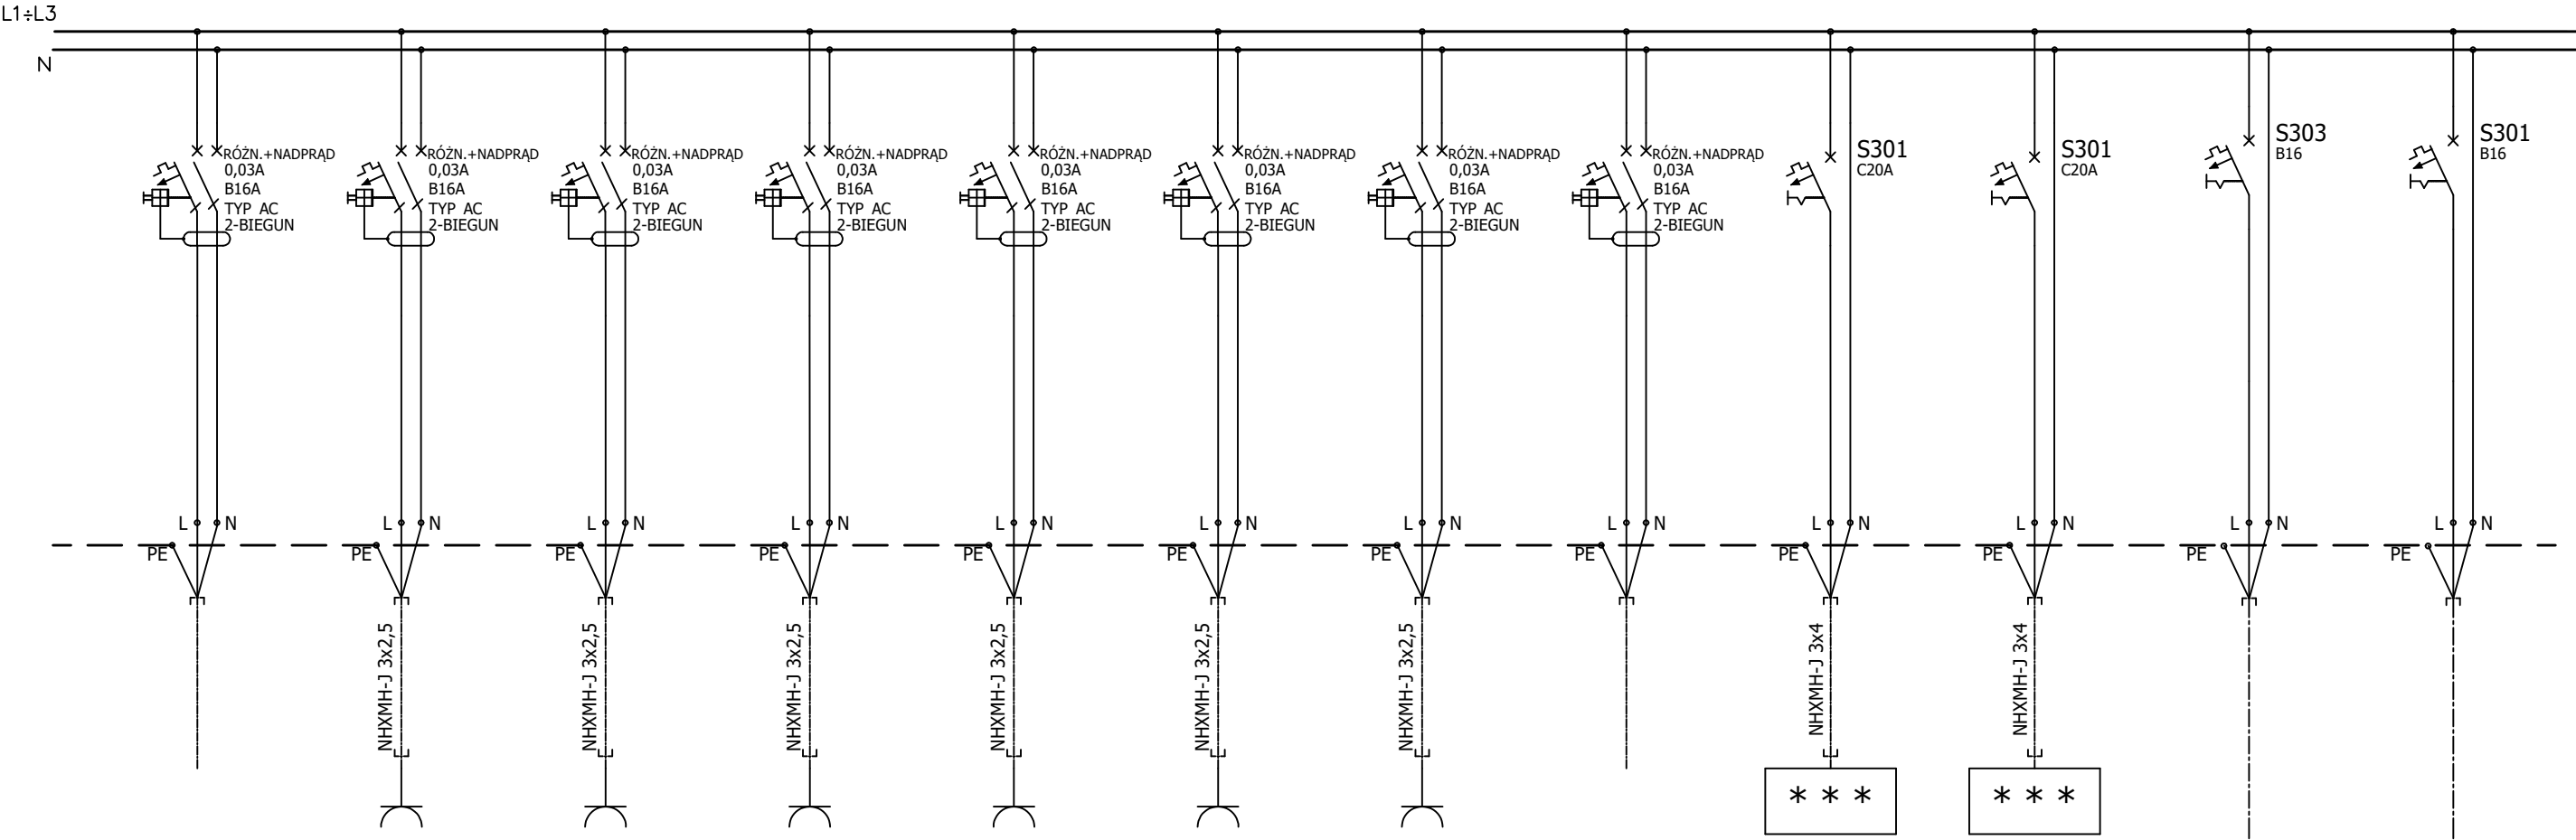 L1÷L3
N
RÓŻN.+NADPRĄD
0,03A
B16A
TYP AC
2-BIEGUN
RÓŻN.+NADPRĄD
0,03A
B16A
TYP AC
2-BIEGUN
RÓŻN.+NADPRĄD
0,03A
B16A
TYP AC
2-BIEGUN
RÓŻN.+NADPRĄD
0,03A
B16A
TYP AC
2-BIEGUN
RÓŻN.+NADPRĄD
0,03A
B16A
TYP AC
2-BIEGUN
RÓŻN.+NADPRĄD
0,03A
B16A
TYP AC
2-BIEGUN
RÓŻN.+NADPRĄD
0,03A
B16A
TYP AC
2-BIEGUN
RÓŻN.+NADPRĄD
0,03A
B16A
TYP AC
2-BIEGUN
S301
C20A
S301
C20A
S303
B16
S301
B16
L N
PE
L N
PE
L N
PE
L N
PE
L N
PE
L N
PE
L N
PE
L N
PE
L N
PE
L N
PE
L N
PE
L N
PE
NHXMH-J 3x2,5
NHXMH-J 3x2,5
NHXMH-J 3x2,5
NHXMH-J 3x2,5
NHXMH-J 3x2,5
NHXMH-J 3x2,5
NHXMH-J 3x4
NHXMH-J 3x4
* * *
* * *